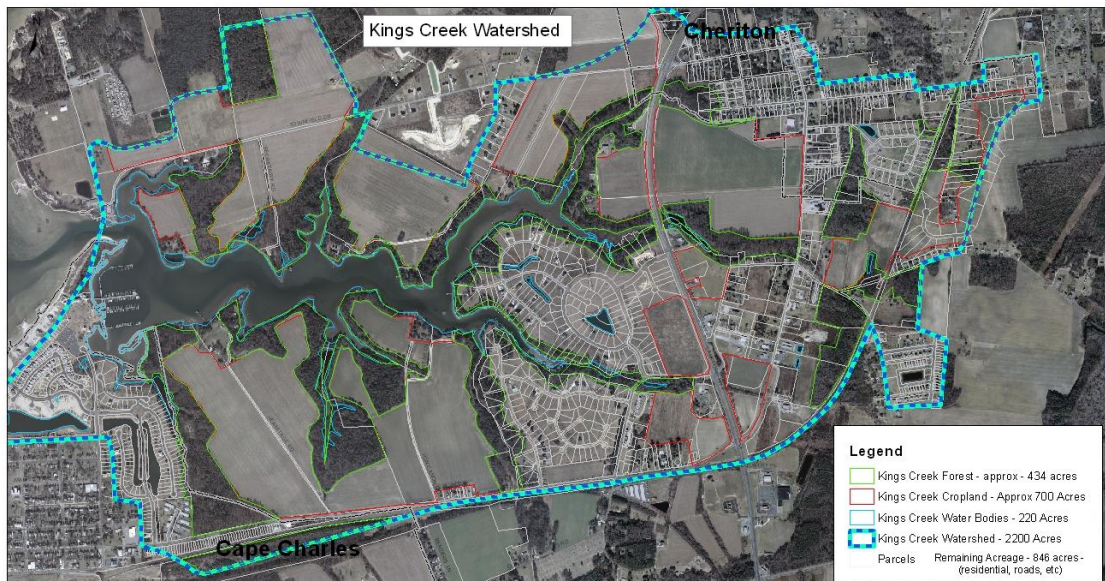 Kings Creek Watershed
Cheriton
Cape Charles
Legend
Kings Creek Forest - approx - 434 acres
Kings Creek Cropland - Approx 700 Acres
Kings Creek Water Bodies - 220 Acres
Kings Creek Watershed - 2200 Acres
Parcels Remaining Acreage - 846 acres -
(residential, roads, etc)